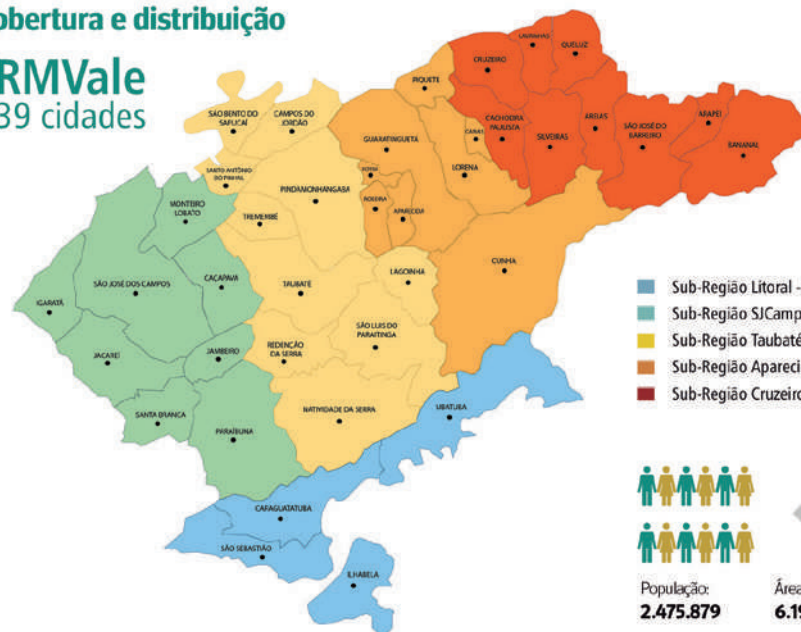 obertura e distribuição
RMVale
39 cidades
LAVRINHAS
QUELUZ
CRUZEIRO
PIQUETE
SÃO BENTO DO
SAPUCAÍ
CAMPOS DO
JORDÃO
GUARATINGUETÁ
CANAS
CACHOEIRA
PAULISTA
SILVEIRAS
AREIAS
SÃO JOSÉ DO
BARREIRO
ARAPEÍ
BANANAL
SANTO ANTÔNIO
DO PINHAL
PINDAMONHANGABA
POTIM
LORENA
MONTEIRO
LOBATO
TREMEMBÉ
ROSEIRA
APARECIDA
SÃO JOSÉ DOS CAMPOS
CAÇAPAVA
TAUBATÉ
LAGOINHA
CUNHA
IGARATÁ
JACAREÍ
JAMBEIRO
REDENÇÃO
DA SERRA
SÃO LUIS DO
PARAITINGA
SANTA BRANCA
PARAIBUNA
NATIVIDADE DA SERRA
UBATUBA
CARAGUATATUBA
SÃO SEBASTIÃO
ILHABELA
Sub-Região Litoral -
Sub-Região SJCamp
Sub-Região Taubaté
Sub-Região Apareci
Sub-Região Cruzeiro
População:
2.475.879
Área
6.19